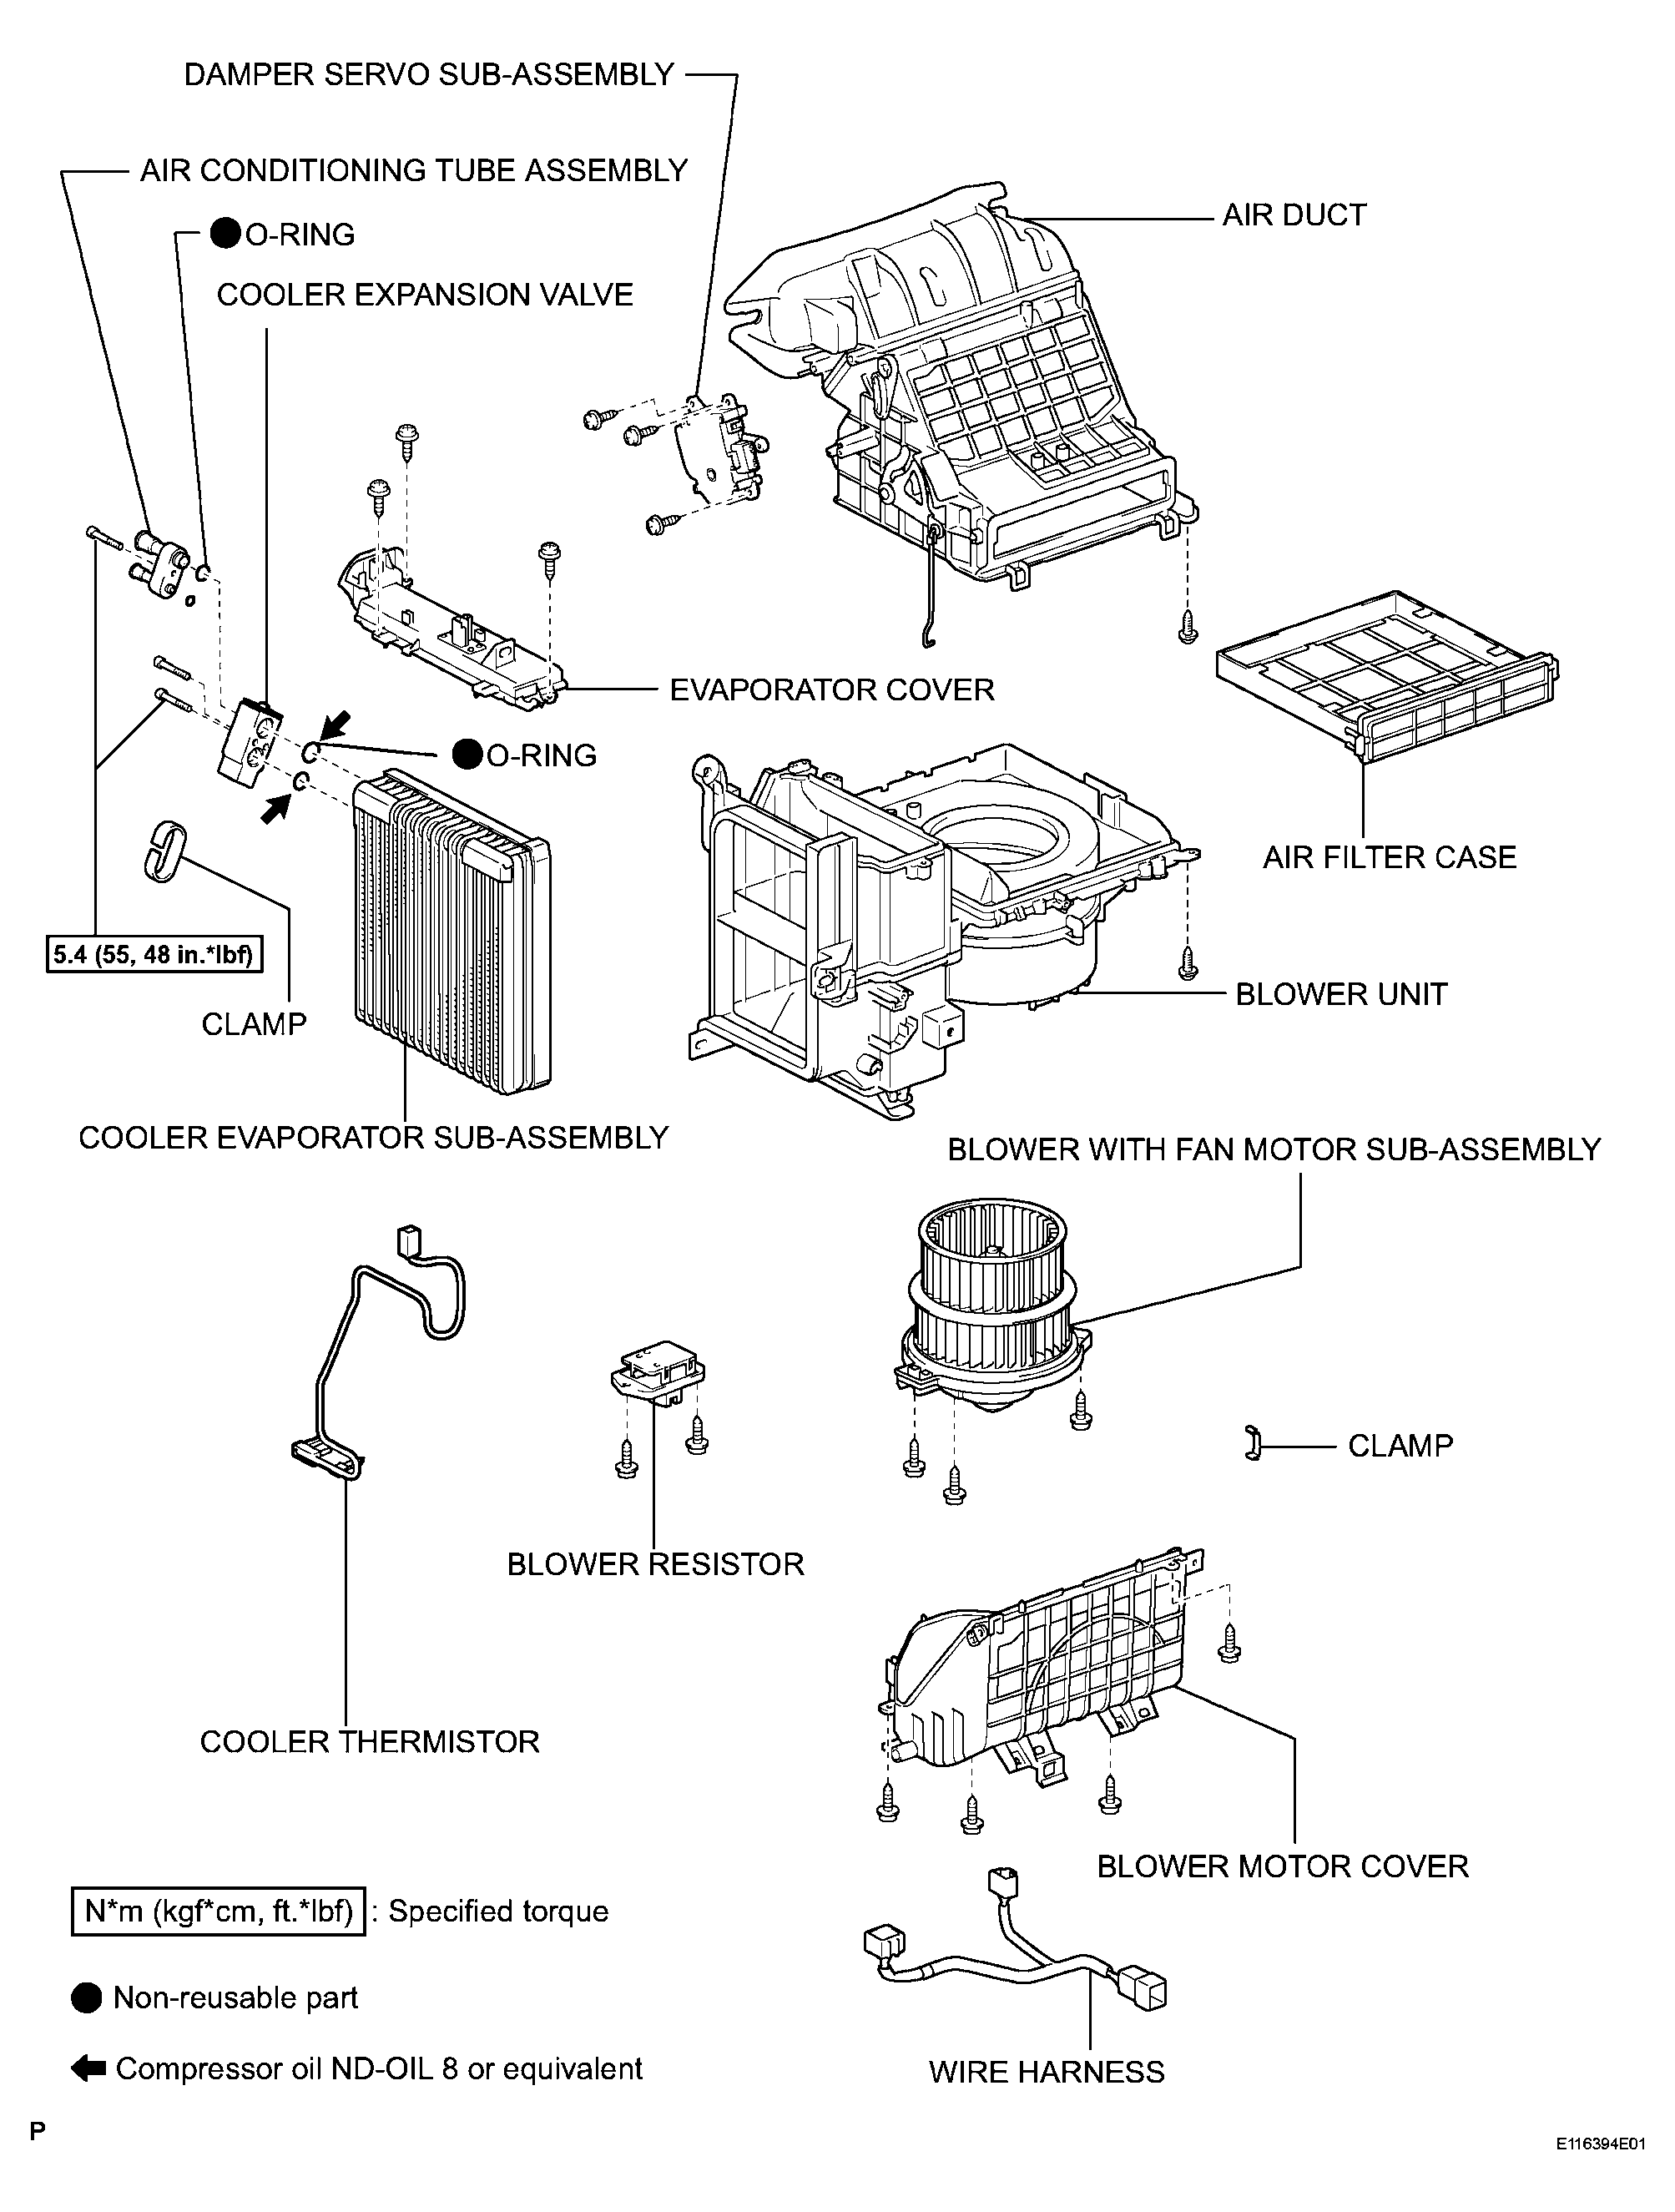 DAMPER SERVO SUB-ASSEMBLY
AIR CONDITIONING TUBE ASSEMBLY
O-RING
COOLER EXPANSION VALVE
AIR DUCT
EVAPORATOR COVER
O-RING
AIR FILTER CASE
5.4 (55, 48 in.*lbf)
CLAMP
BLOWER UNIT
COOLER EVAPORATOR SUB-ASSEMBLY
BLOWER WITH FAN MOTOR SUB-ASSEMBLY
CLAMP
BLOWER RESISTOR
COOLER THERMISTOR
BLOWER MOTOR COVER
N*m (kgf*cm, ft.*lbf) : Specified torque
Non-reusable part
Compressor oil ND-OIL 8 or equivalent
WIRE HARNESS
P
E116394E01